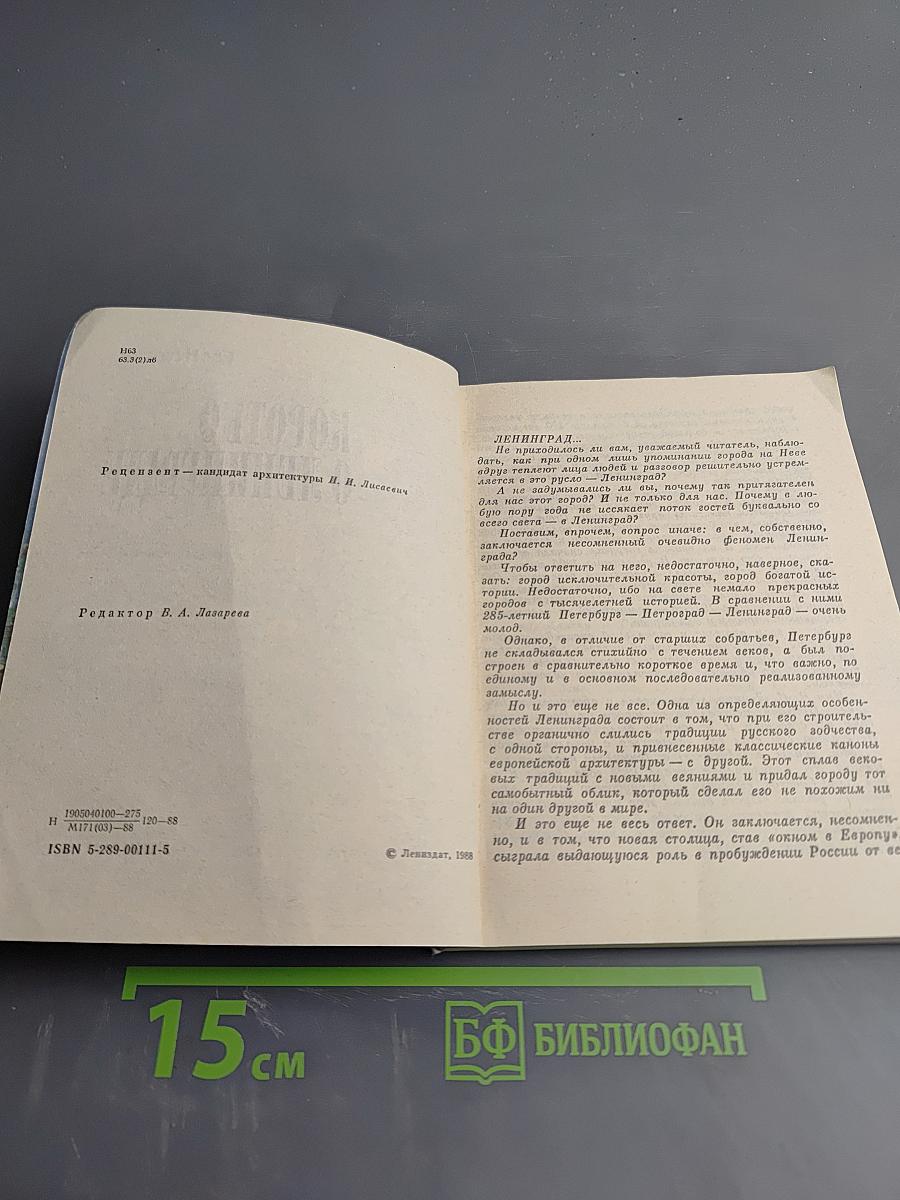 Н63
63.3(2)лб
Рецензент — кандидат архитектуры И. И. Лисаевич
Редактор В. А. Лазарева
Н 1905040100—275
М171(03)—88
120—88
ISBN 5-289-00111-5
© Лениздат, 1988
ЛЕНИНГРАД...
Не приходилось ли вам, уважаемый читатель, наблю-
дать, как при одном лишь упоминании города на Неве
вдруг теплеют лица людей и разговор решительно устрем-
ляется в это русло — Ленинград?
А не задумывались ли вы, почему так притягателен
для нас этот город? И не только для нас. Почему в лю-
бую пору года не иссякает поток гостей буквально со
всего света — в Ленинград?
Поставим, впрочем, вопрос иначе: в чем, собственно,
заключается несомненный очевидно феномен Ленин-
града?
Чтобы ответить на него, недостаточно, наверное, ска-
зать: город исключительной красоты, город богатой ис-
тории. Недостаточно, ибо на свете немало прекрасных
городов с тысячелетней историей. В сравнении с ними
285-летний Петербург — Петроград — Ленинград — очень
молод.
Однако, в отличие от старших собратьев, Петербург
не складывался стихийно с течением веков, а был по-
строен в сравнительно короткое время и, что важно, по
единому и в основном последовательно реализованному
замыслу.
Но и это еще не все. Одна из определяющих особен-
ностей Ленинграда состоит в том, что при его строитель-
стве органично слились традиции русского зодчества,
с одной стороны, и привнесенные классические каноны
европейской архитектуры — с другой. Этот сплав веко-
вых традиций с новыми веяниями и придал городу тот
самобытный облик, который сделал его не похожим ни
на один другой в мире.
И это еще не весь ответ. Он заключается, несомнен-
но, и в том, что новая столица, став «окном в Европу»
сыграла выдающуюся роль в пробуждении России от ве
15 см
БФ БИБЛИОФАН